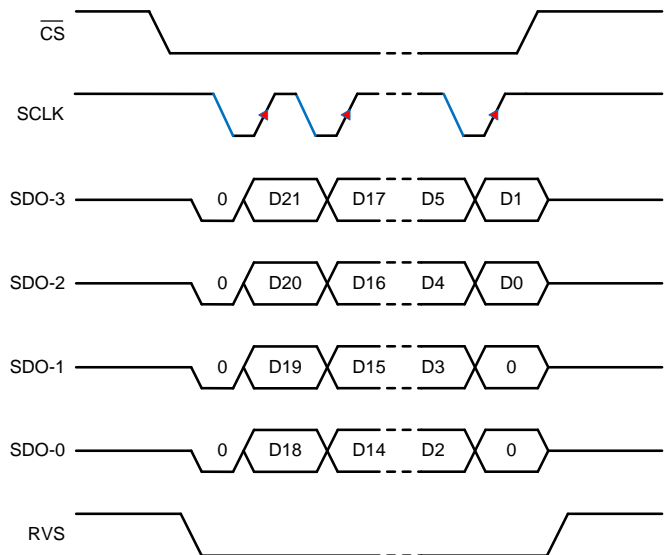 CS
SCLK
SDO-3 0 D21 D17 D5 D1
SDO-2 0 D20 D16 D4 D0
SDO-1 0 D19 D15 D3 0
SDO-0 0 D18 D14 D2 0
RVS